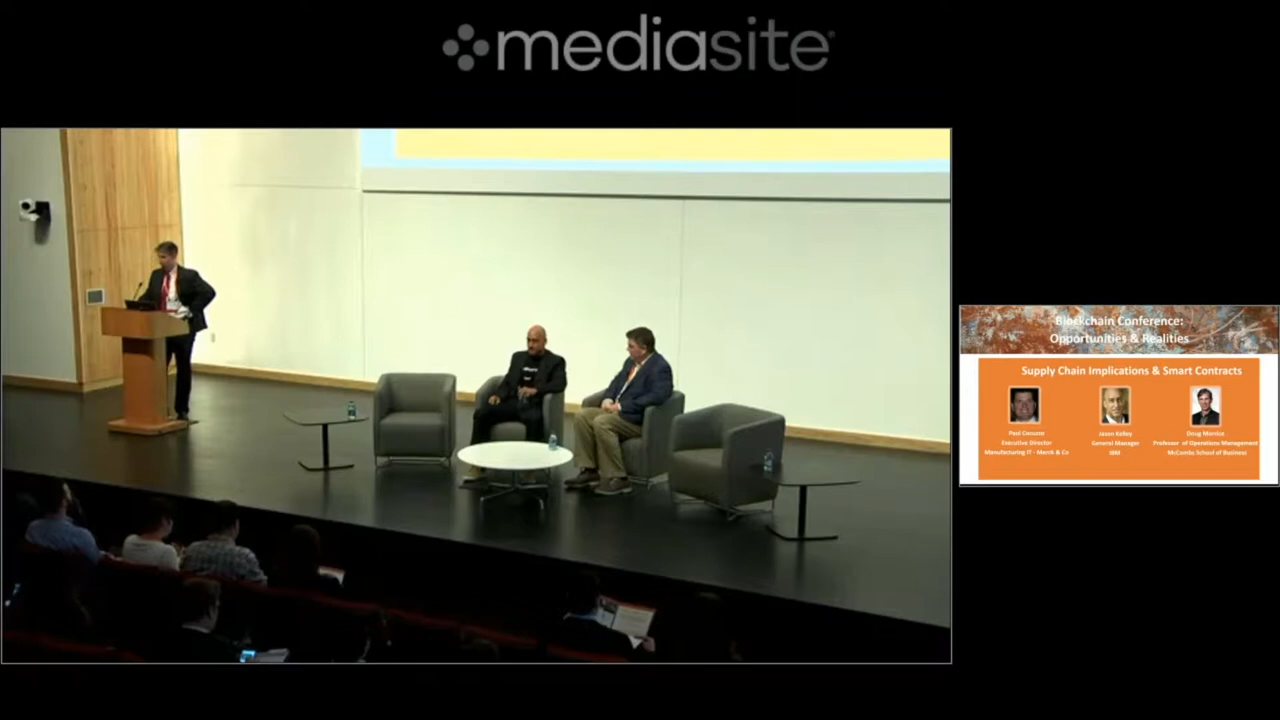 mediasite
Blockchain Conference:
Opportunities & Realities
Supply Chain Implications & Smart Contracts
Paul Cocuzzo
Executive Director
Manufacturing IT - Merck & Co
Jason Kelley
General Manager
IBM
Doug Morrice
Professor of Operations Management
McCombs School of Business